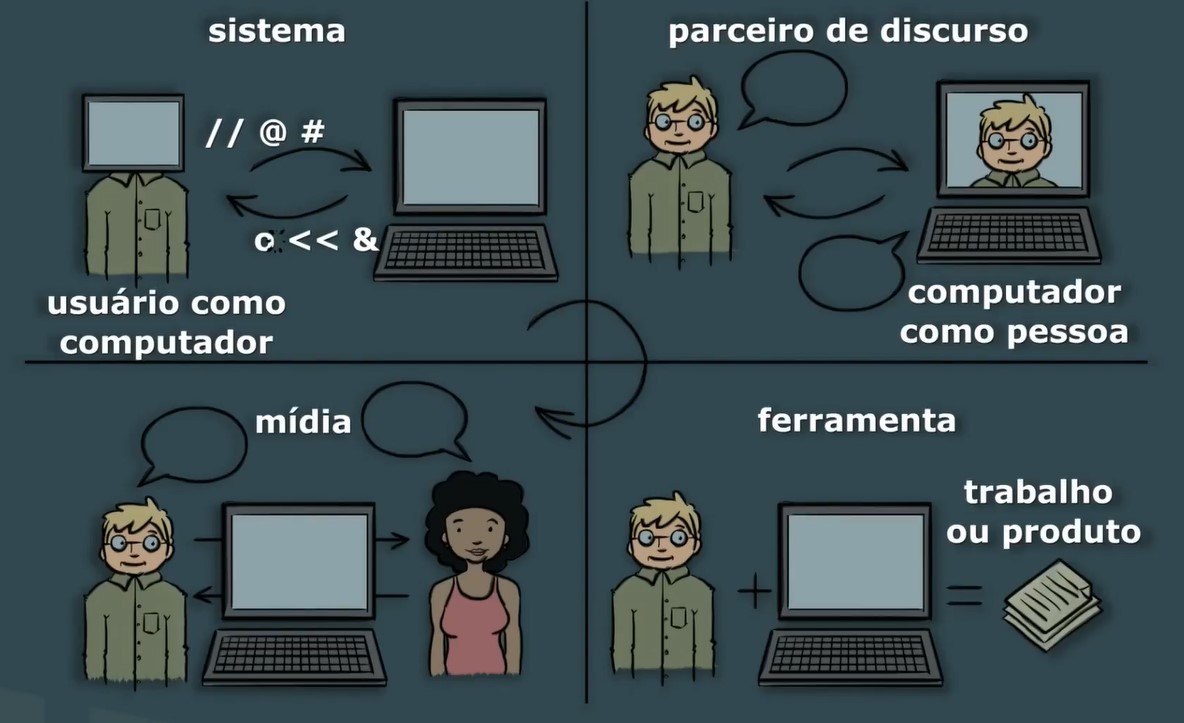 sistema
// @ #
o << &
usuário como
computador
parceiro de discurso
computador
como pessoa
mídia
ferramenta
trabalho
ou produto
+
=